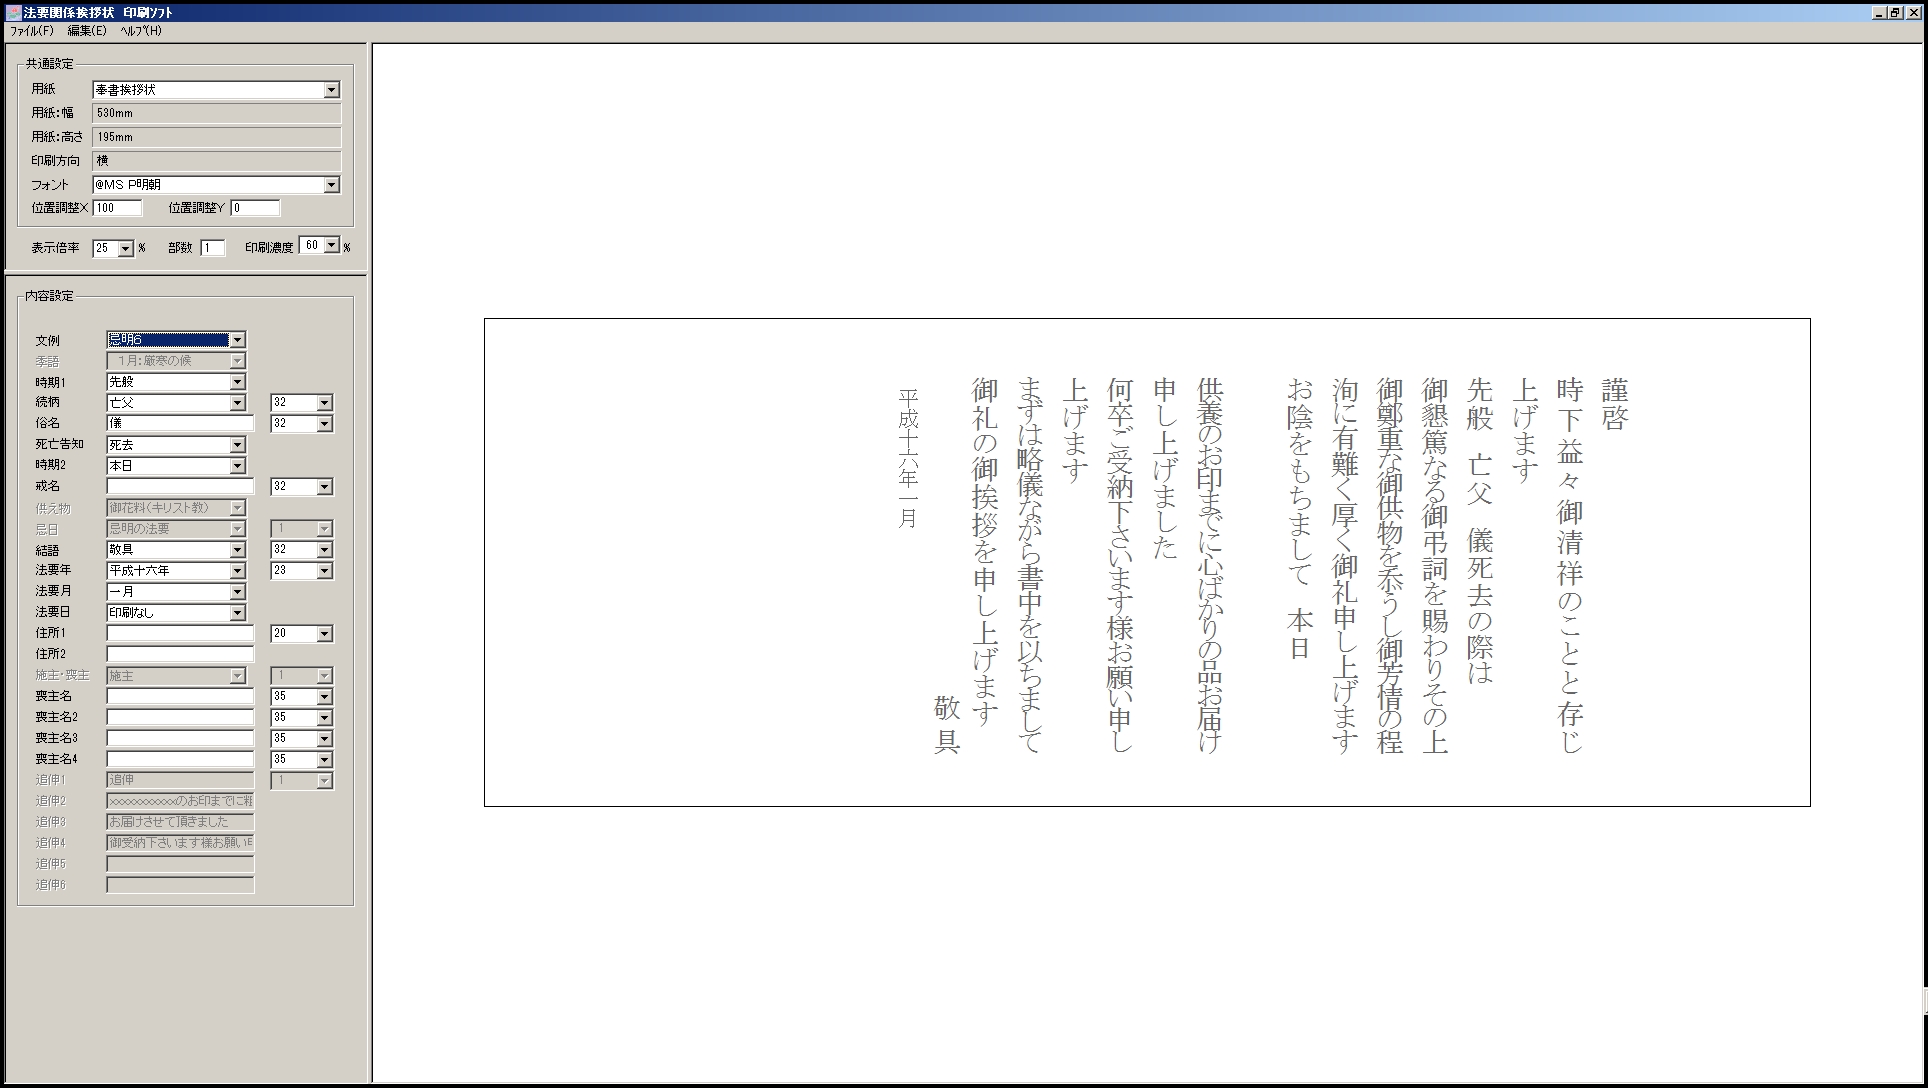 法要関係挨拶状 印刷ソフト
ファイル(F) 編集(E) ヘルプ(H)
共通設定
用紙 奉書挨拶状
用紙:幅 530mm
用紙:高さ 195mm
印刷方向 横
フォント @MS P明朝
位置調整X 100 位置調整Y 0
表示倍率 25 % 部数 1 印刷濃度 60 %
内容設定
文例 忌明6
季語 1月:厳寒の候
時期1 先般
続柄 亡父 32
俗名 儀 32
死亡告知 死去
時期2 本日
戒名 32
供え物 御花料(キリスト教)
忌日 忌明の法要 1
結語 敬具 32
法要年 平成十六年 23
法要月 一月
法要日 印刷なし
住所1 20
住所2
施主・喪主 施主 1
喪主名 35
喪主名2 35
喪主名3 35
喪主名4 35
追伸1 追伸 1
追伸2 xxxxxxxxxxxのお印までに粗
追伸3 お届けさせて頂きました
追伸4 御受納下さいます様お願い
追伸5
追伸6
謹啓
時下益々御清祥のことと存じ
上げます
先般 亡父 儀死去の際は
御懇篤なる御弔詞を賜わりその上
御鄭重な御供物を忝うし御芳情の程
洵に有難く厚く御礼申し上げます
お陰をもちまして 本日
供養のお印までに心ばかりの品お届け
申し上げました
何卒ご受納下さいます様お願い申し
上げます
まずは略儀ながら書中を以ちまして
御礼の御挨拶を申し上げます
敬具
平成十六年一月